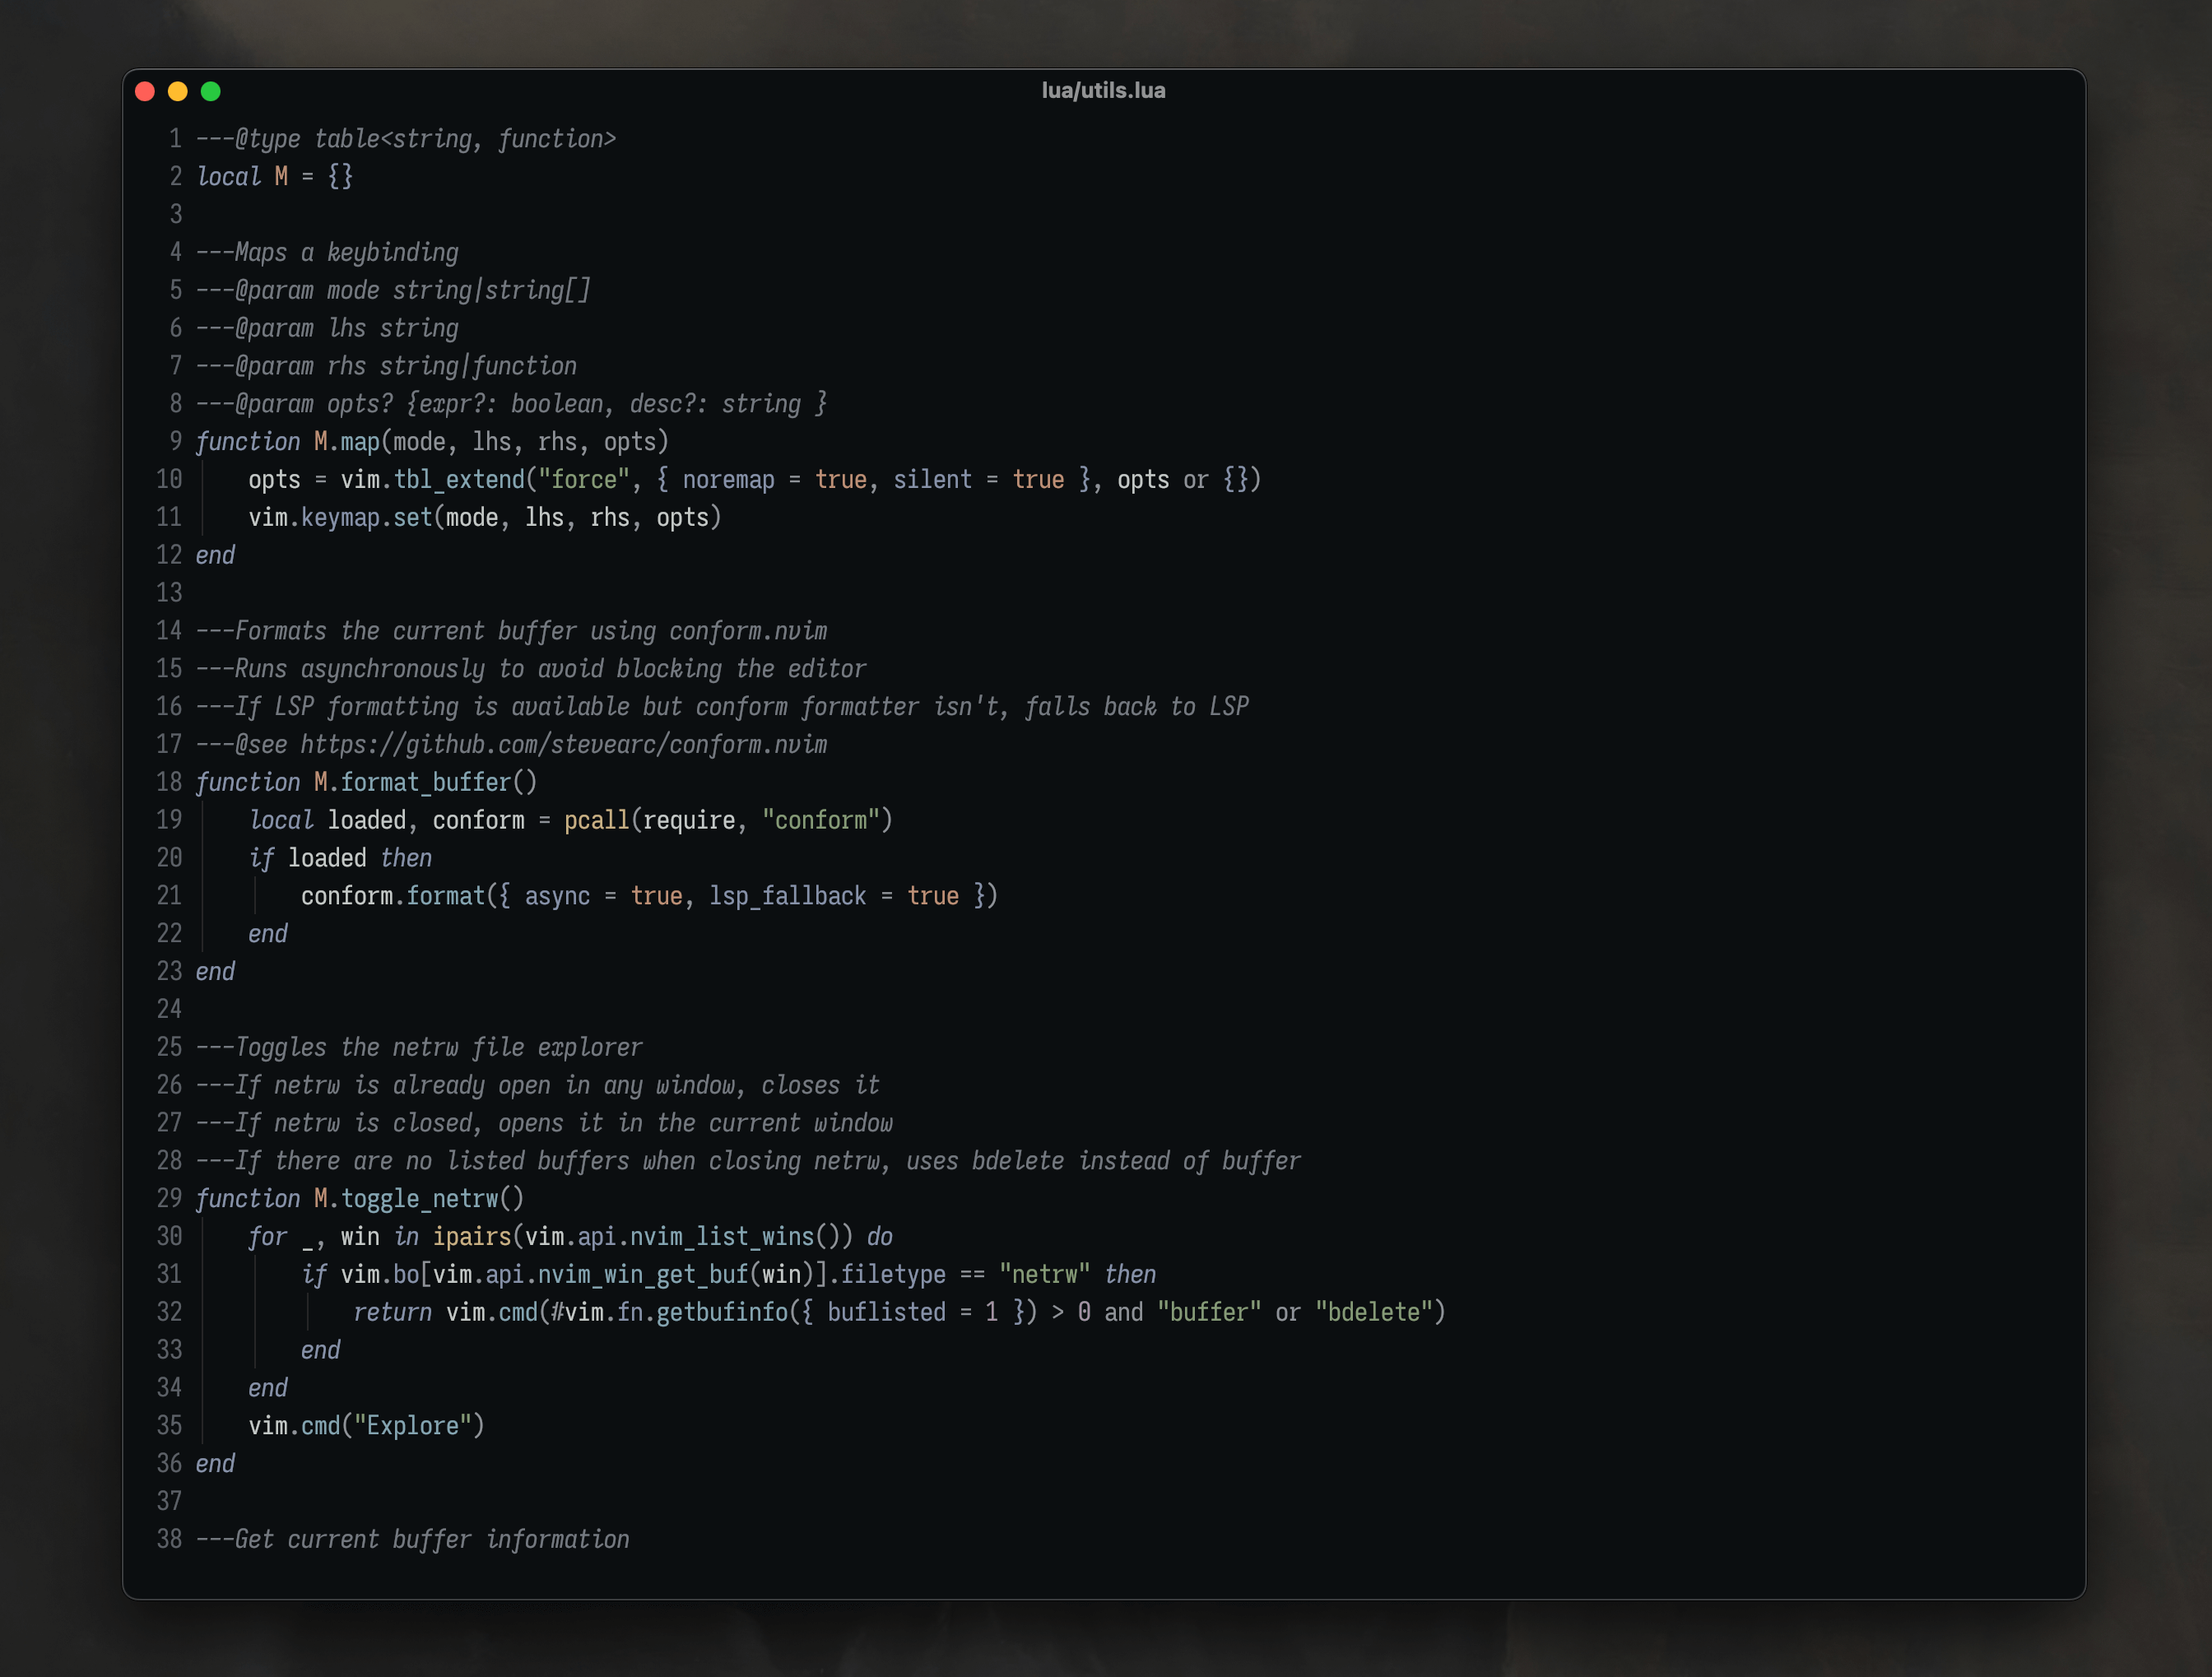 lua/utils.lua
1 ---@type table<string, function>
2 local M = {}
3
4 ---Maps a keybinding
5 ---@param mode string|string[]
6 ---@param lhs string
7 ---@param rhs string|function
8 ---@param opts? {expr?: boolean, desc?: string }
9 function M.map(mode, lhs, rhs, opts)
10     opts = vim.tbl_extend("force", { noremap = true, silent = true }, opts or {})
11     vim.keymap.set(mode, lhs, rhs, opts)
12 end
13
14 ---Formats the current buffer using conform.nvim
15 ---Runs asynchronously to avoid blocking the editor
16 ---If LSP formatting is available but conform formatter isn't, falls back to LSP
17 ---@see https://github.com/stevearc/conform.nvim
18 function M.format_buffer()
19     local loaded, conform = pcall(require, "conform")
20     if loaded then
21         conform.format({ async = true, lsp_fallback = true })
22     end
23 end
24
25 ---Toggles the netrw file explorer
26 ---If netrw is already open in any window, closes it
27 ---If netrw is closed, opens it in the current window
28 ---If there are no listed buffers when closing netrw, uses bdelete instead of buffer
29 function M.toggle_netrw()
30     for _, win in ipairs(vim.api.nvim_list_wins()) do
31         if vim.bo[vim.api.nvim_win_get_buf(win)].filetype == "netrw" then
32             return vim.cmd(#vim.fn.getbufinfo({ buflisted = 1 }) > 0 and "buffer" or "bdelete")
33         end
34     end
35     vim.cmd("Explore")
36 end
37
38 ---Get current buffer information